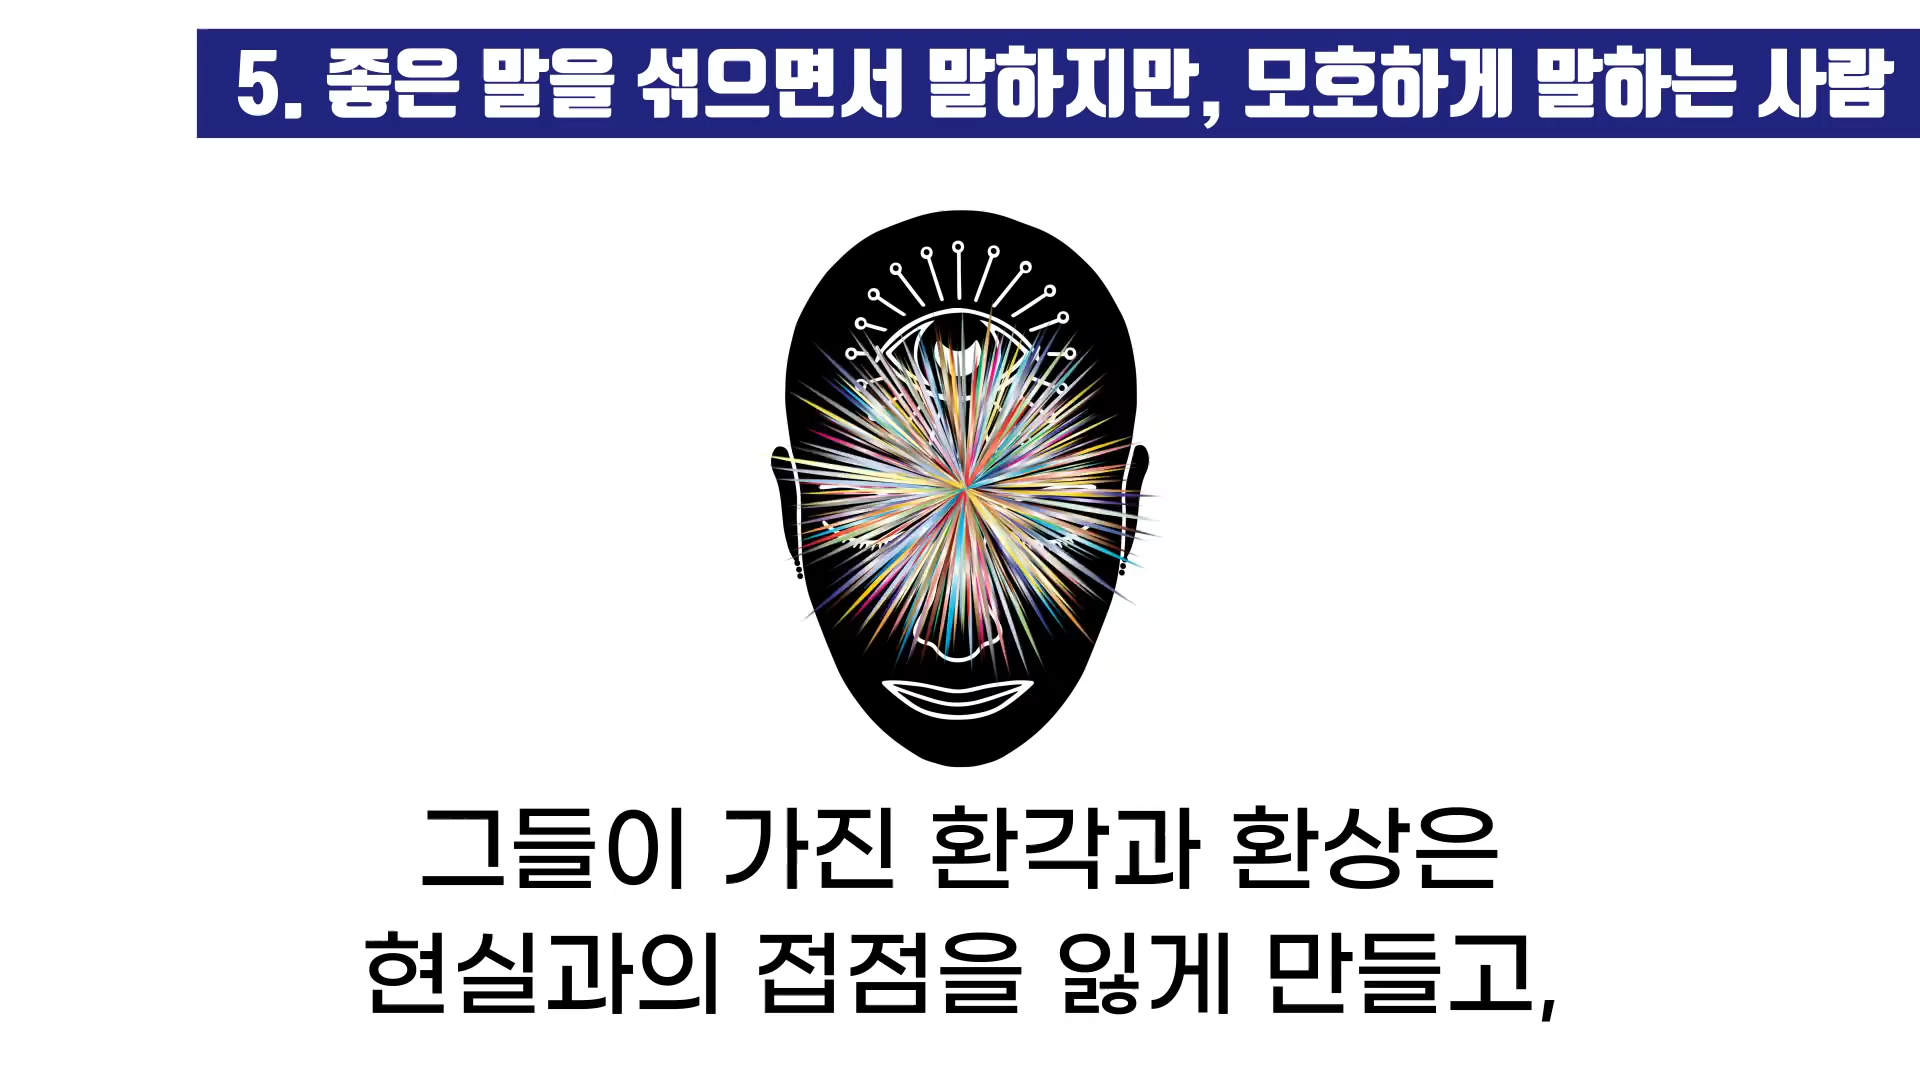 5. 좋은 말을 섞으면서 말하지만, 모호하게 말하는 사람
그들이 가진 환각과 환상은
현실과의 접점을 잃게 만들고,